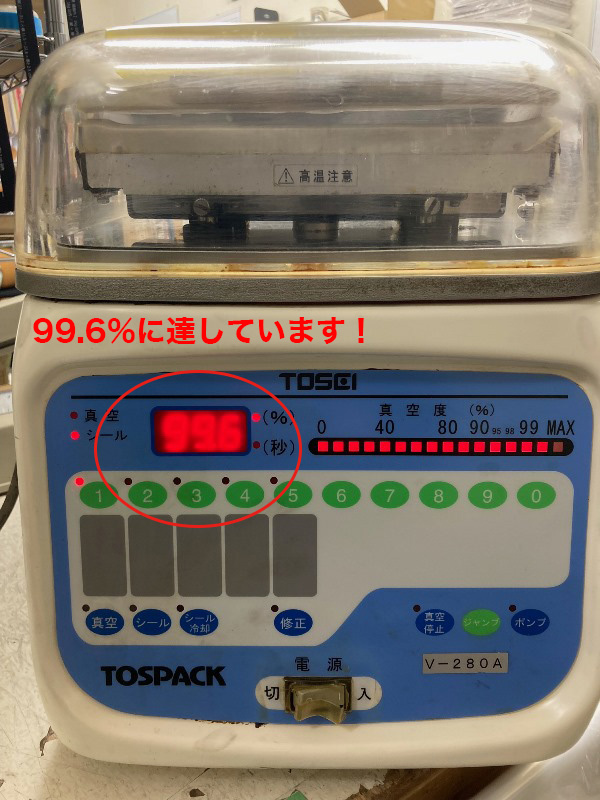 高温注意
99.6%に達しています！
TOSEI
真空
シール
99.6
(%)
(秒)
真空度 (%)
0 40 80 90 95 98 99 MAX
1 2 3 4 5 6 7 8 9 0
真空
シール
シール
冷却
修正
真空
停止
ジャンプ
ポンプ
V-280A
TOSPACK
電源
切
入